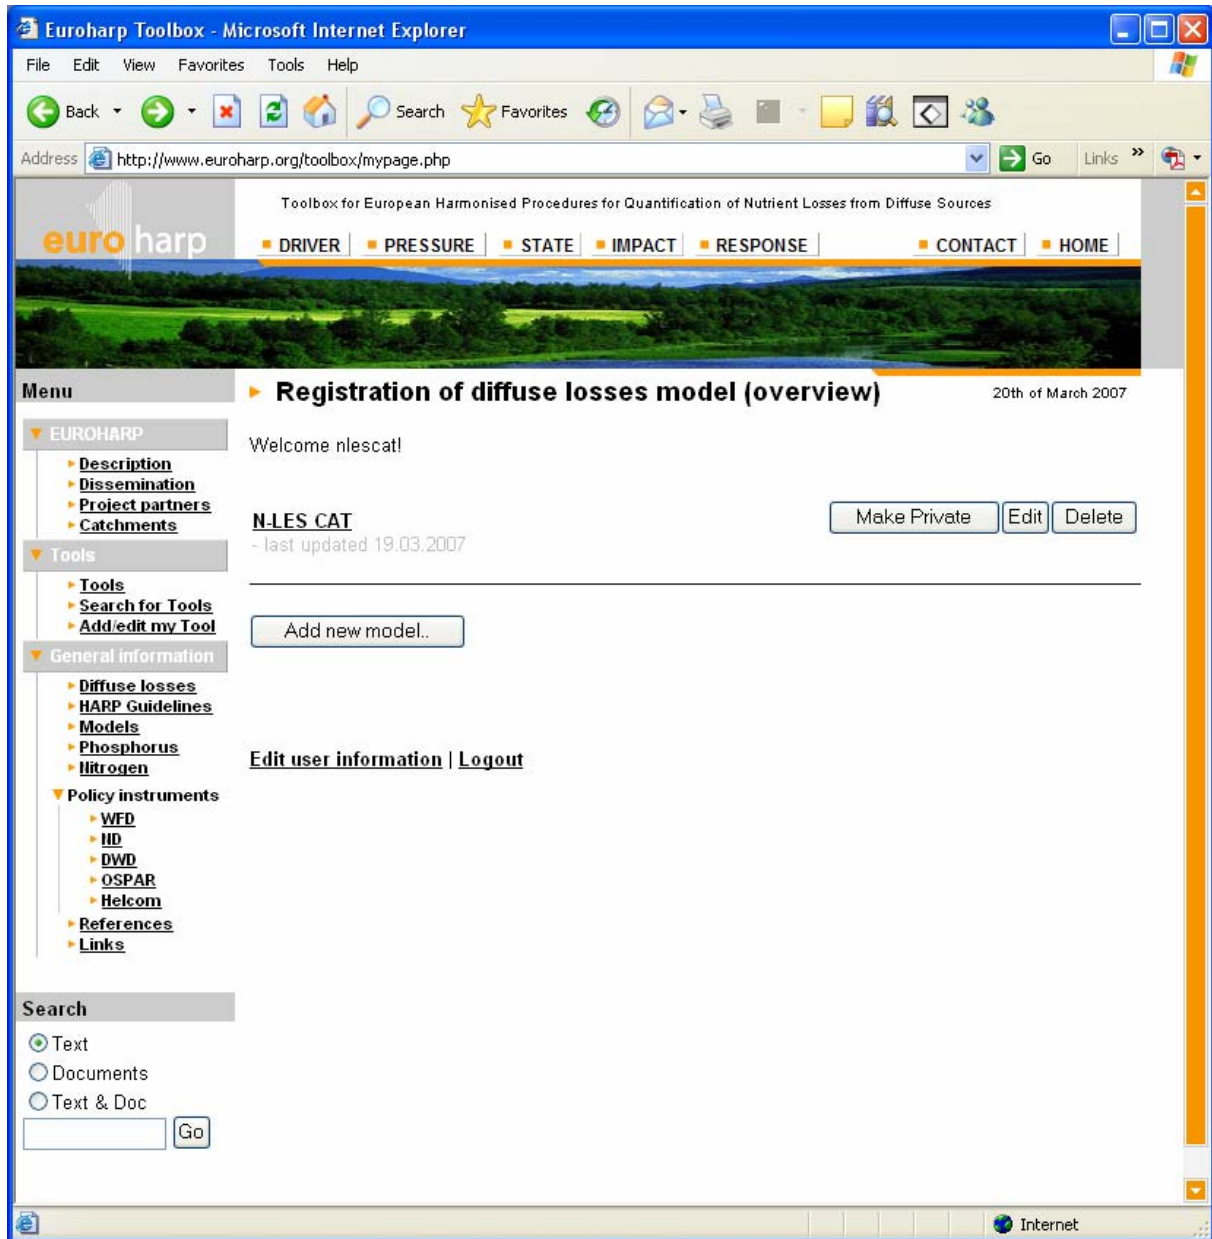 Euroharp Toolbox - Microsoft Internet Explorer
File Edit View Favorites Tools Help
Back Search Favorites
Address http://www.euroharp.org/toolbox/mypage.php Go Links »
Toolbox for European Harmonised Procedures for Quantification of Nutrient Losses from Diffuse Sources
euro harp
DRIVER PRESSURE STATE IMPACT RESPONSE CONTACT HOME
Menu
Registration of diffuse losses model (overview)
20th of March 2007
EUROHARP
Description
Dissemination
Project partners
Catchments
Tools
Tools
Search for Tools
Add/edit my Tool
General information
Diffuse losses
HARP Guidelines
Models
Phosphorus
Nitrogen
Policy instruments
WFD
ND
DWD
OSPAR
Helcom
References
Links
Search
Text
Documents
Text & Doc
Go
Welcome nlescat!
N-LES CAT
- last updated 19.03.2007
Make Private Edit Delete
Add new model..
Edit user information | Logout
Internet